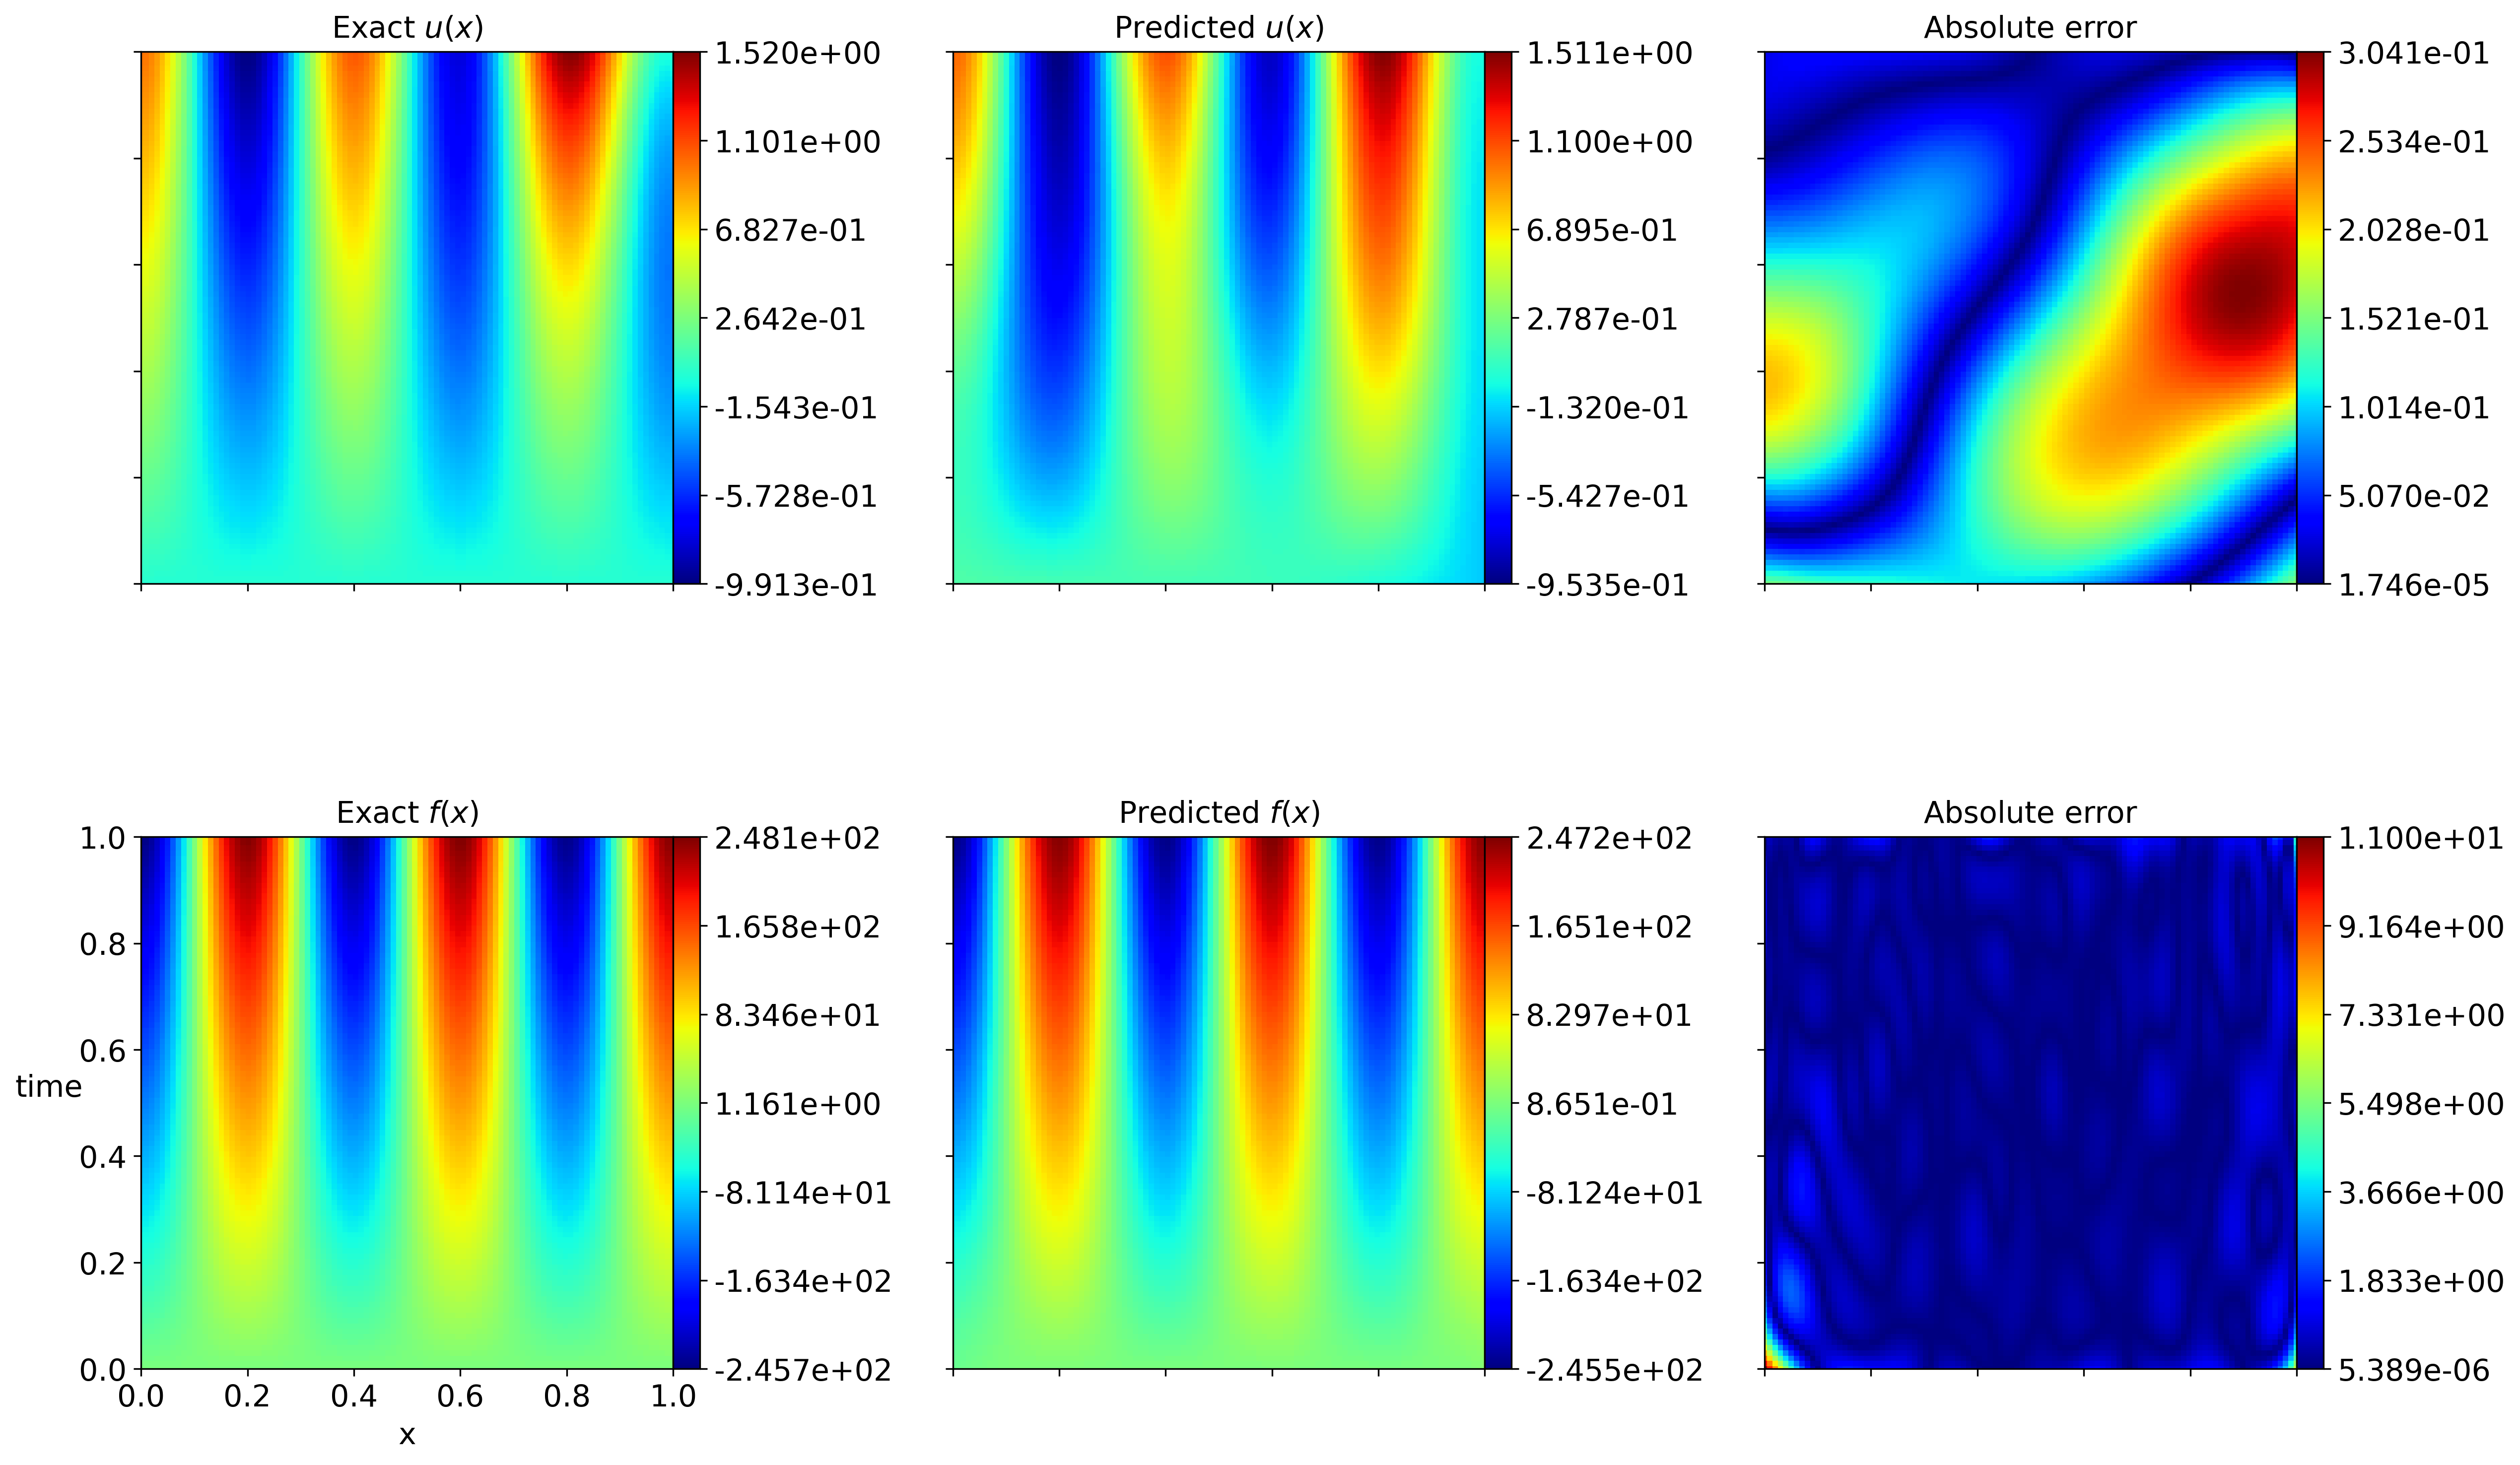 Exact u(x)
1.520e+00
1.101e+00
6.827e-01
2.642e-01
-1.543e-01
-5.728e-01
-9.913e-01
Predicted u(x)
1.511e+00
1.100e+00
6.895e-01
2.787e-01
-1.320e-01
-5.427e-01
-9.535e-01
Absolute error
3.041e-01
2.534e-01
2.028e-01
1.521e-01
1.014e-01
5.070e-02
1.746e-05
Exact f(x)
1.0
0.8
0.6
time
0.4
0.2
0.0
0.0 0.2 0.4 0.6 0.8 1.0
x
2.481e+02
1.658e+02
8.346e+01
1.161e+00
-8.114e+01
-1.634e+02
-2.457e+02
Predicted f(x)
2.472e+02
1.651e+02
8.297e+01
8.651e-01
-8.124e+01
-1.634e+02
-2.455e+02
Absolute error
1.100e+01
9.164e+00
7.331e+00
5.498e+00
3.666e+00
1.833e+00
5.389e-06